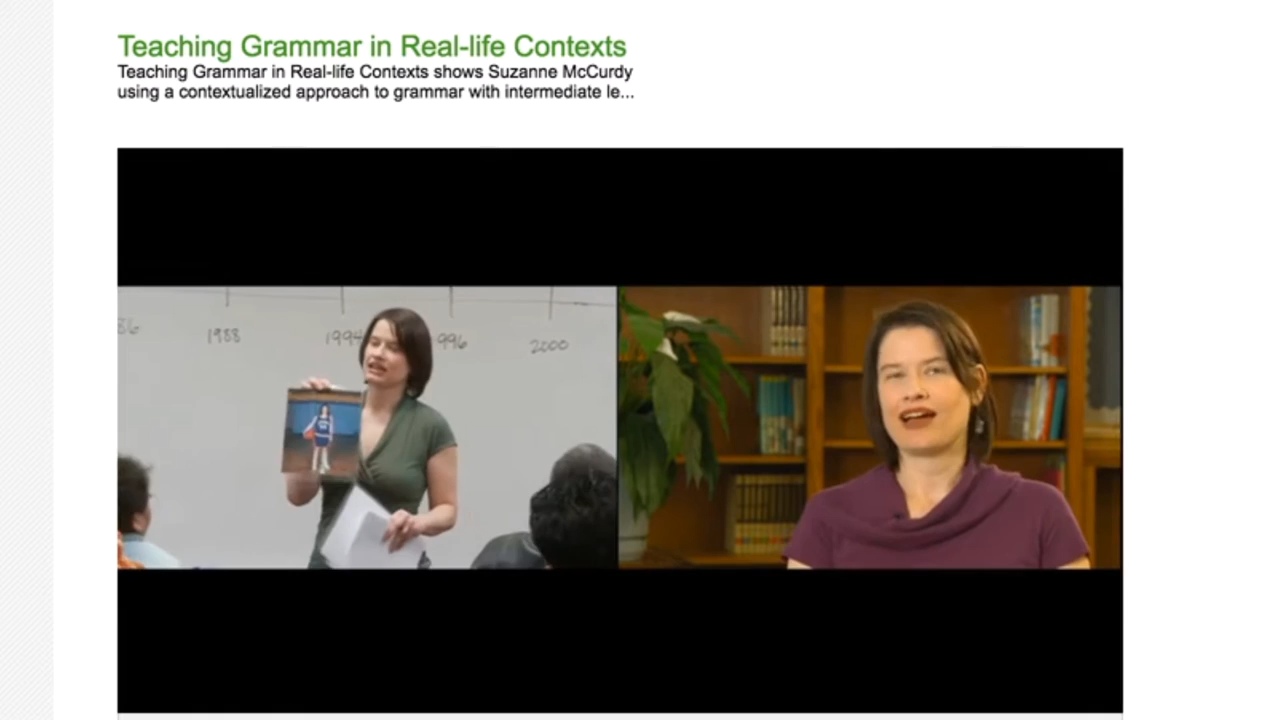 Teaching Grammar in Real-life Contexts
Teaching Grammar in Real-life Contexts shows Suzanne McCurdy
using a contextualized approach to grammar with intermediate le...
86 1988 1994 996 2000